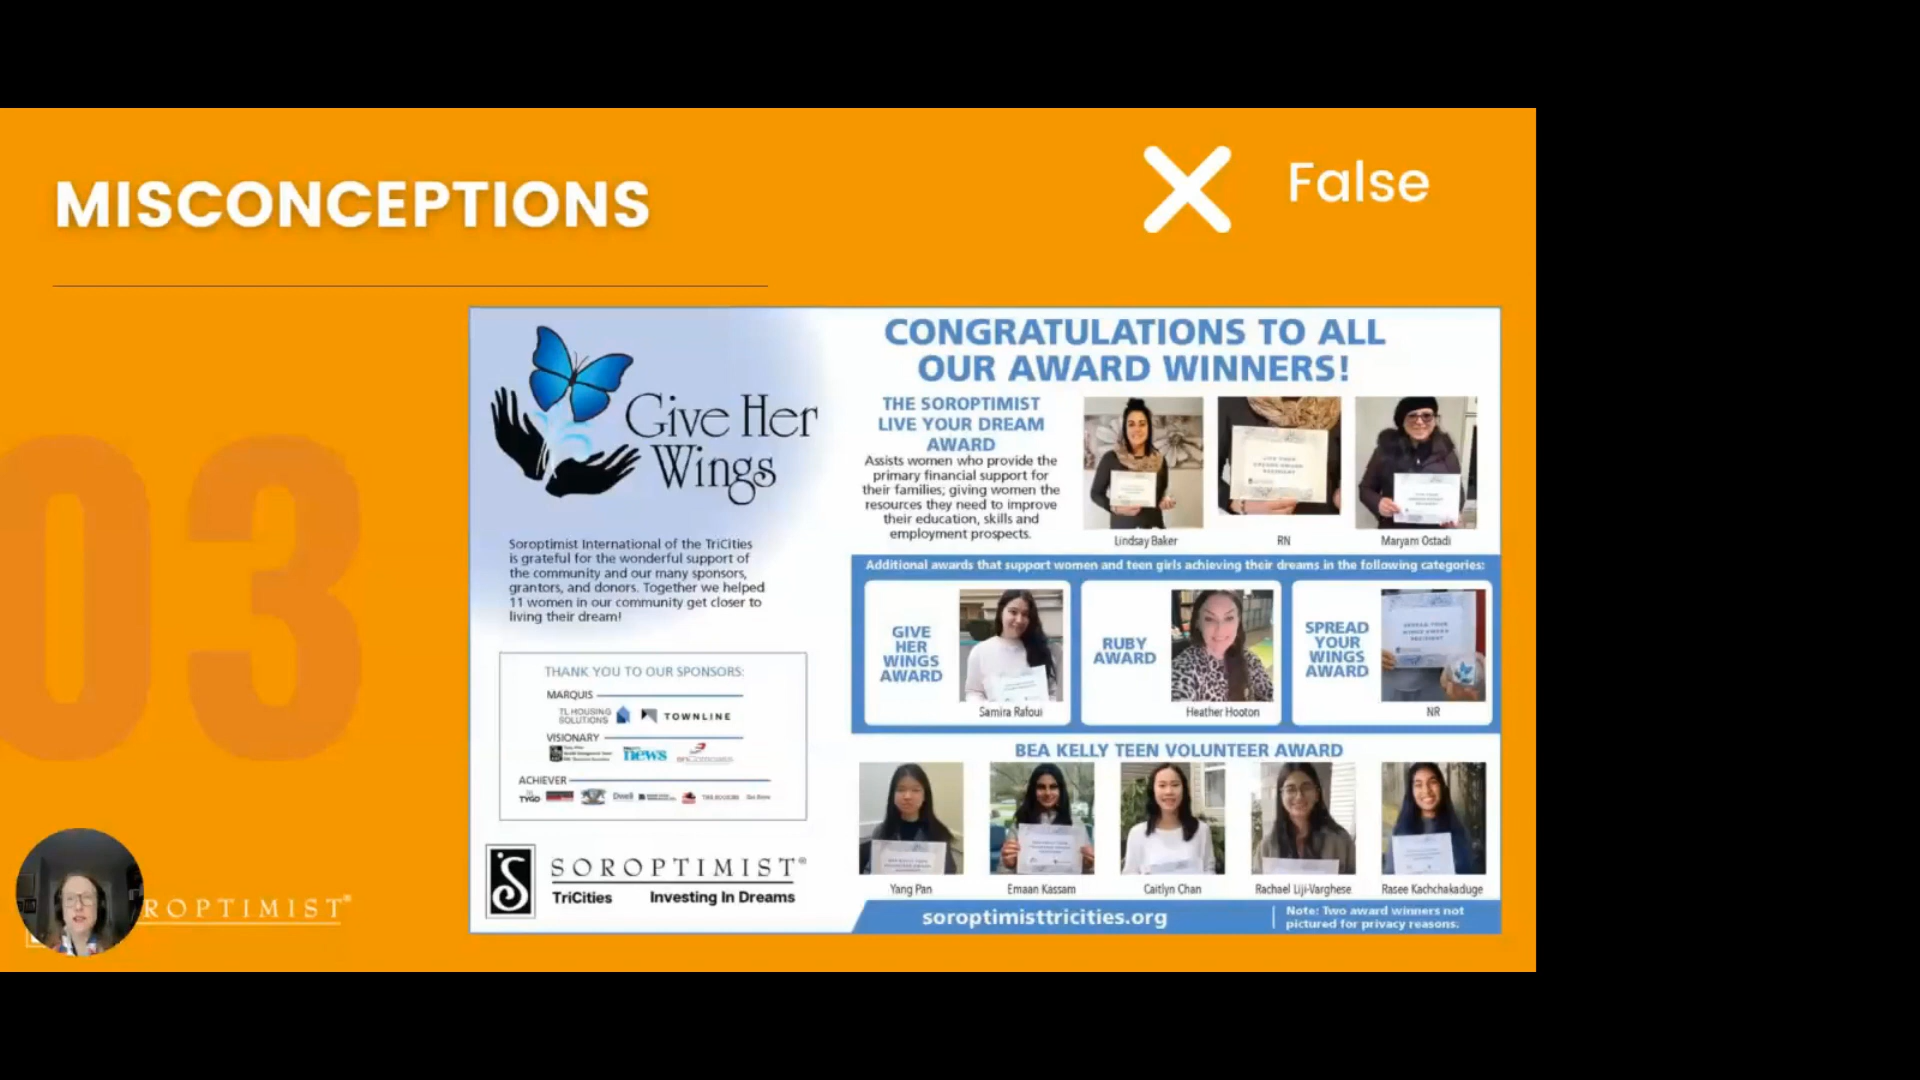 MISCONCEPTIONS
False
03
Give Her
Wings
Soroptimist International of the TriCities
is grateful for the wonderful support of
the community and our many sponsors,
grantors, and donors. Together we helped
11 women in our community get closer to
living their dream!
THANK YOU TO OUR SPONSORS:
MARQUIS
TL HOUSING
SOLUTIONS
TOWNLINE
VISIONARY
news
ACHIEVER
TYGO
SOROPTIMIST®
TriCities
Investing In Dreams
CONGRATULATIONS TO ALL
OUR AWARD WINNERS!
THE SOROPTIMIST
LIVE YOUR DREAM
AWARD
Assists women who provide the
primary financial support for
their families; giving women the
resources they need to improve
their education, skills and
employment prospects.
Lindsay Baker
RN
Maryam Ostadi
Additional awards that support women and teen girls achieving their dreams in the following categories:
GIVE
HER
WINGS
AWARD
Samira Rafoui
RUBY
AWARD
Heather Hooton
SPREAD
YOUR
WINGS
AWARD
NR
BEA KELLY TEEN VOLUNTEER AWARD
Yang Pan
Emaan Kassam
Caitlyn Chan
Rachael Liji-Varghese
Rasee Kachchakaduge
soroptimisttricities.org
Note: Two award winners not
pictured for privacy reasons.
ROPTIMIST®